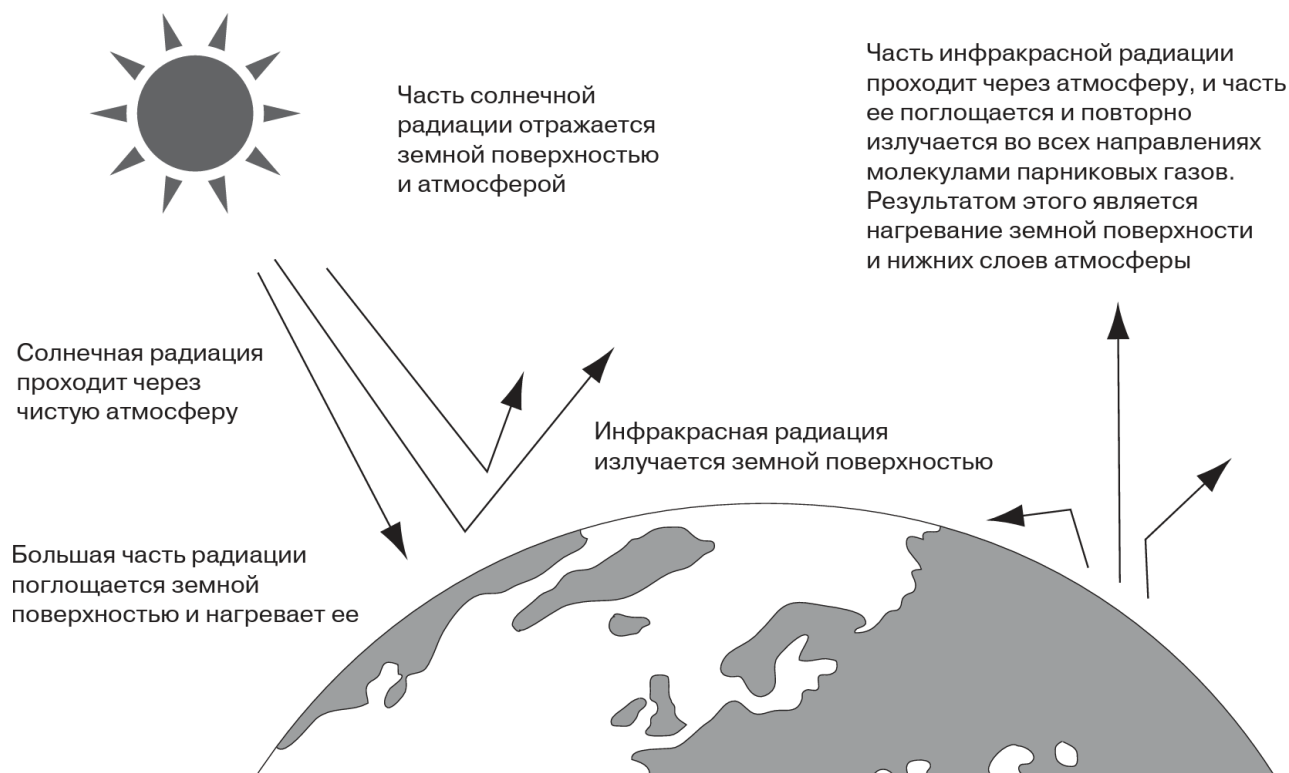 Часть солнечной
радиации отражается
земной поверхностью
и атмосферой
Часть инфракрасной радиации
проходит через атмосферу, и часть
ее поглощается и повторно
излучается во всех направлениях
молекулами парниковых газов.
Результатом этого является
нагревание земной поверхности
и нижних слоев атмосферы
Солнечная радиация
проходит через
чистую атмосферу
Инфракрасная радиация
излучается земной поверхностью
Большая часть радиации
поглощается земной
поверхностью и нагревает ее